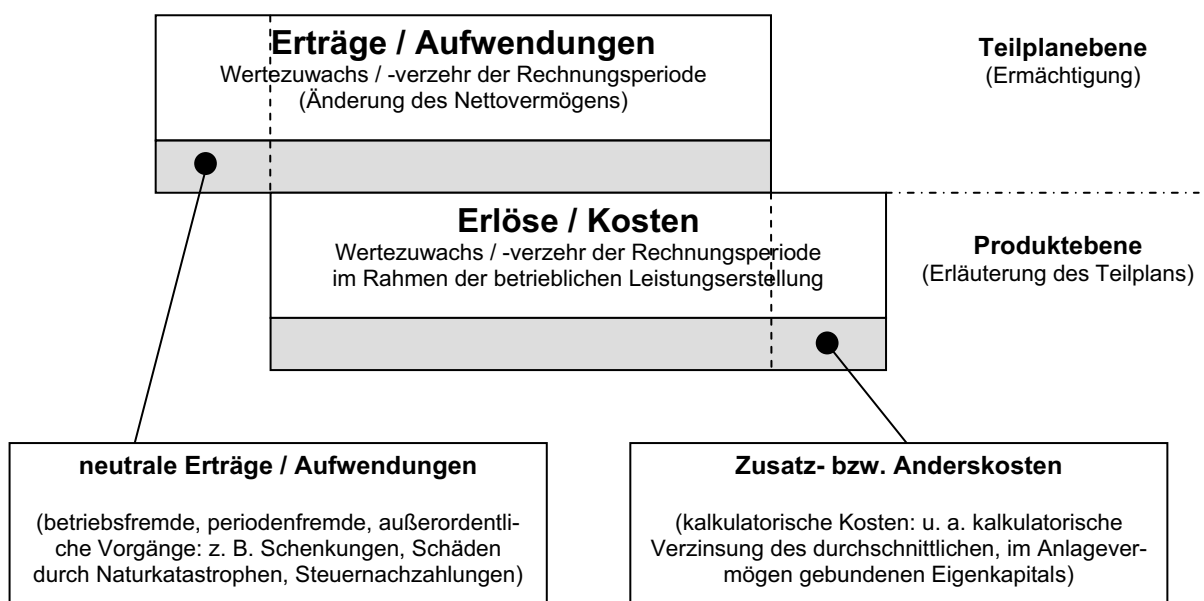 Erträge / Aufwendungen
Wertezuwachs / -verzehr der Rechnungsperiode
(Änderung des Nettovermögens)
Teilplanebene
(Ermächtigung)
Erlöse / Kosten
Wertezuwachs / -verzehr der Rechnungsperiode
im Rahmen der betrieblichen Leistungserstellung
Produktebene
(Erläuterung des Teilplans)
neutrale Erträge / Aufwendungen
(betriebsfremde, periodenfremde, außerordentli-
che Vorgänge: z. B. Schenkungen, Schäden
durch Naturkatastrophen, Steuernachzahlungen)
Zusatz- bzw. Anderskosten
(kalkulatorische Kosten: u. a. kalkulatorische
Verzinsung des durchschnittlichen, im Anlagever-
mögen gebundenen Eigenkapitals)